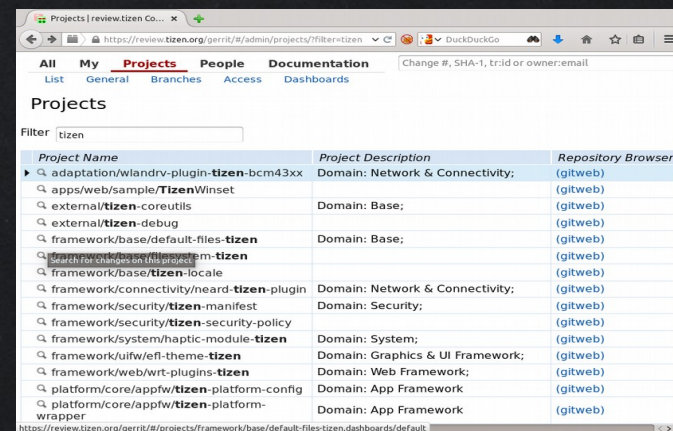 Projects | review.tizen Co... ×
https://review.tizen.org/gerrit/#/admin/projects/?filter=tizen DuckDuckGo
All My Projects People Documentation Change #, SHA-1, tr:id or owner:email
List General Branches Access Dashboards
Projects
Filter tizen
Project Name Project Description Repository Browser
adaptation/wlandrv-plugin-tizen-bcm43xx Domain: Network & Connectivity; (gitweb)
apps/web/sample/TizenWinset (gitweb)
external/tizen-coreutils Domain: Base; (gitweb)
external/tizen-debug (gitweb)
framework/base/default-files-tizen Domain: Base; (gitweb)
framework/base/filesystem-tizen (gitweb)
Search for changes on this project
framework/base/tizen-locale (gitweb)
framework/connectivity/neard-tizen-plugin Domain: Network & Connectivity; (gitweb)
framework/security/tizen-manifest Domain: Security; (gitweb)
framework/security/tizen-security-policy (gitweb)
framework/system/haptic-module-tizen Domain: System; (gitweb)
framework/uifw/efl-theme-tizen Domain: Graphics & UI Framework; (gitweb)
framework/web/wrt-plugins-tizen Domain: Web Framework; (gitweb)
platform/core/appfw/tizen-platform-config Domain: App Framework (gitweb)
platform/core/appfw/tizen-platform-
wrapper Domain: App Framework (gitweb)
https://review.tizen.org/gerrit/#/projects/framework/base/default-files-tizen,dashboards/default